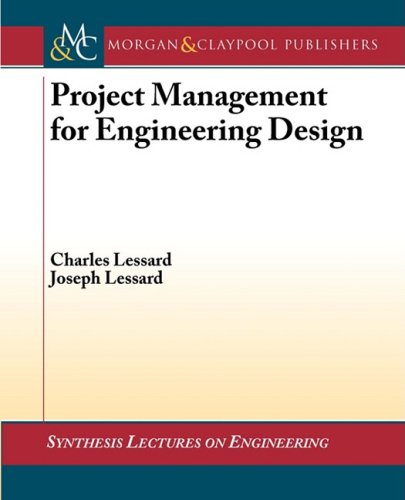 M
&C
MORGAN&CLAYPOOL PUBLISHERS
Project Management
for Engineering Design
Charles Lessard
Joseph Lessard
SYNTHESIS LECTURES ON ENGINEERING